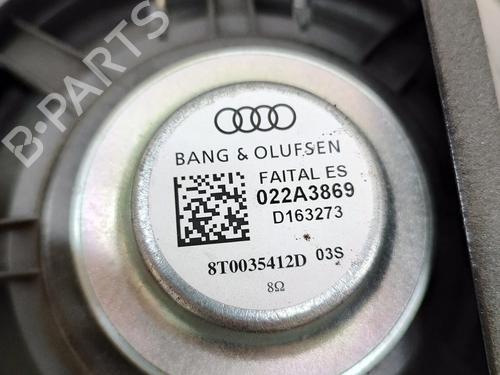 B-PARTS
BANG & OLUFSEN
FAITAL ES
022A3869
D163273
8T0035412D 03S
8Ω